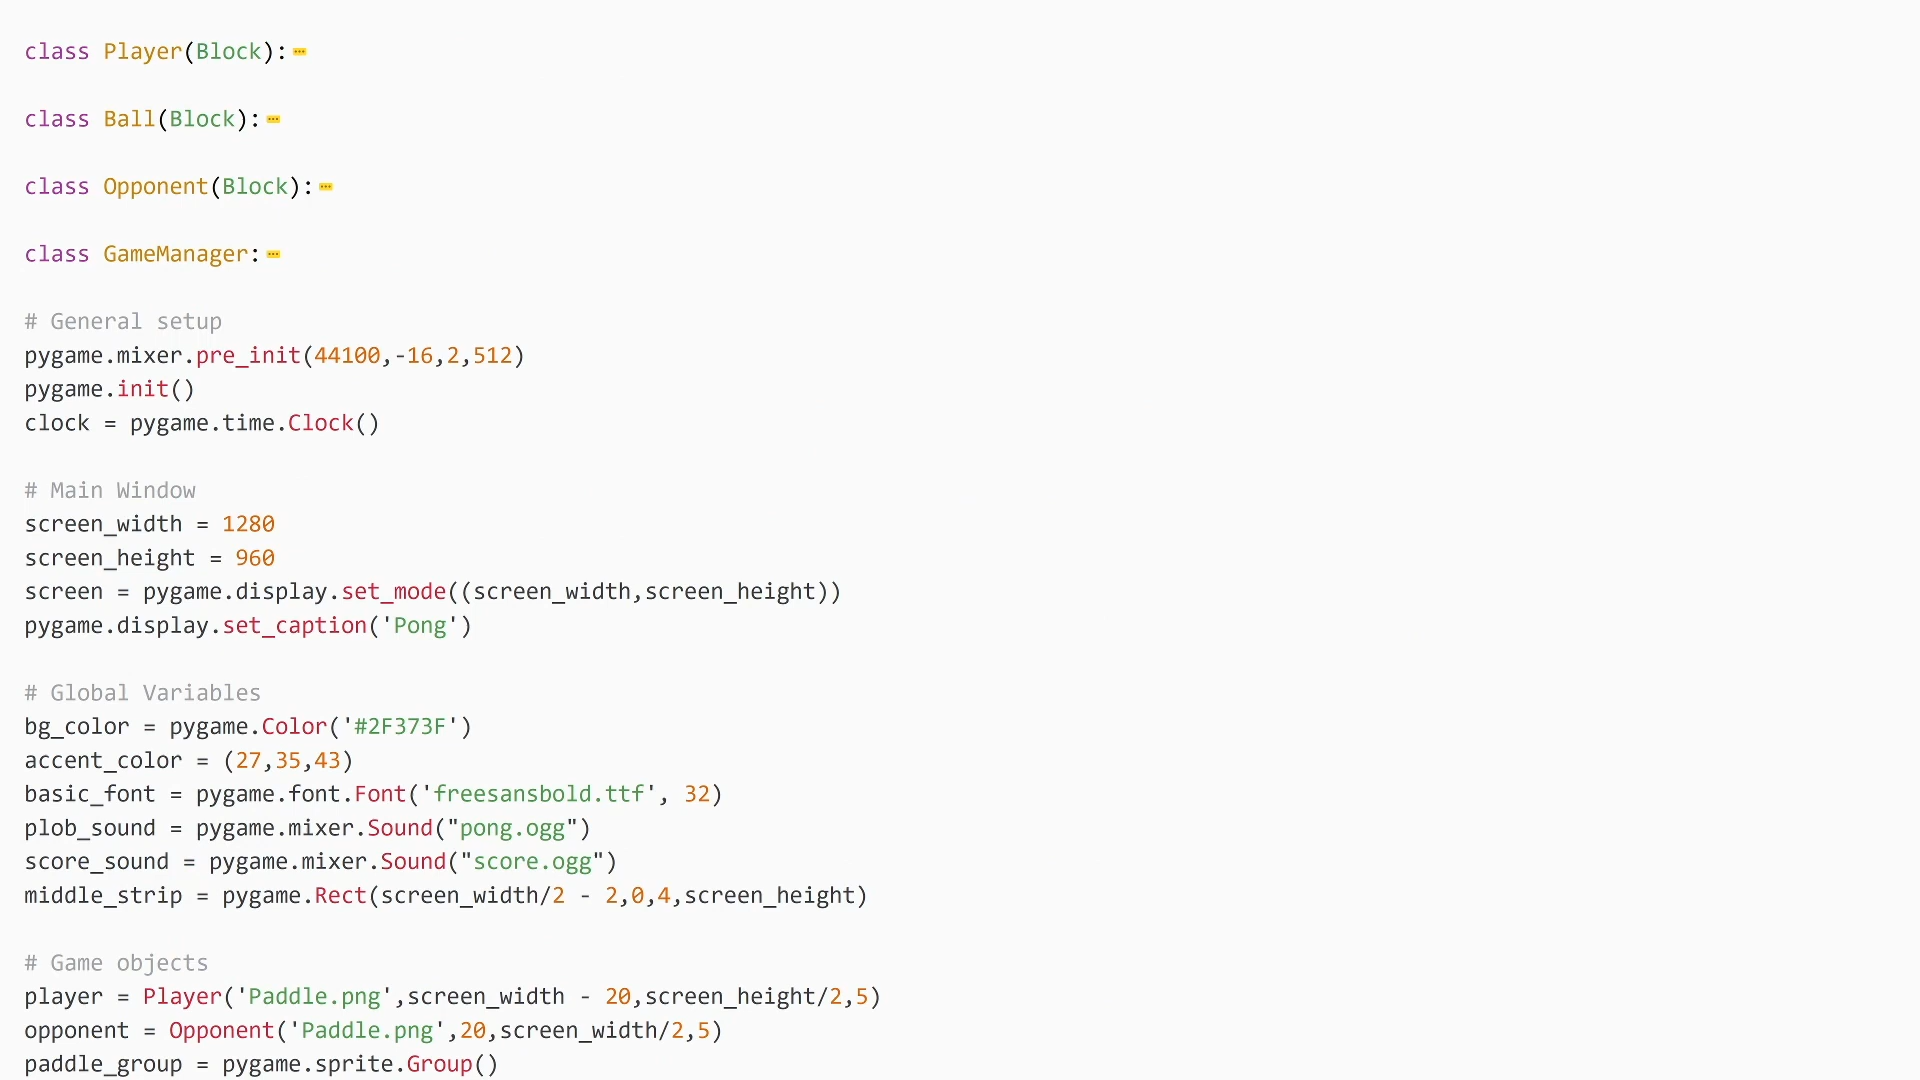 class Player(Block):
class Ball(Block):
class Opponent(Block):
class GameManager:
# General setup
pygame.mixer.pre_init(44100,-16,2,512)
pygame.init()
clock = pygame.time.Clock()
# Main Window
screen_width = 1280
screen_height = 960
screen = pygame.display.set_mode((screen_width,screen_height))
pygame.display.set_caption('Pong')
# Global Variables
bg_color = pygame.Color('#2F373F')
accent_color = (27,35,43)
basic_font = pygame.font.Font('freesansbold.ttf', 32)
plob_sound = pygame.mixer.Sound("pong.ogg")
score_sound = pygame.mixer.Sound("score.ogg")
middle_strip = pygame.Rect(screen_width/2 - 2,0,4,screen_height)
# Game objects
player = Player('Paddle.png',screen_width - 20,screen_height/2,5)
opponent = Opponent('Paddle.png',20,screen_width/2,5)
paddle_group = pygame.sprite.Group()